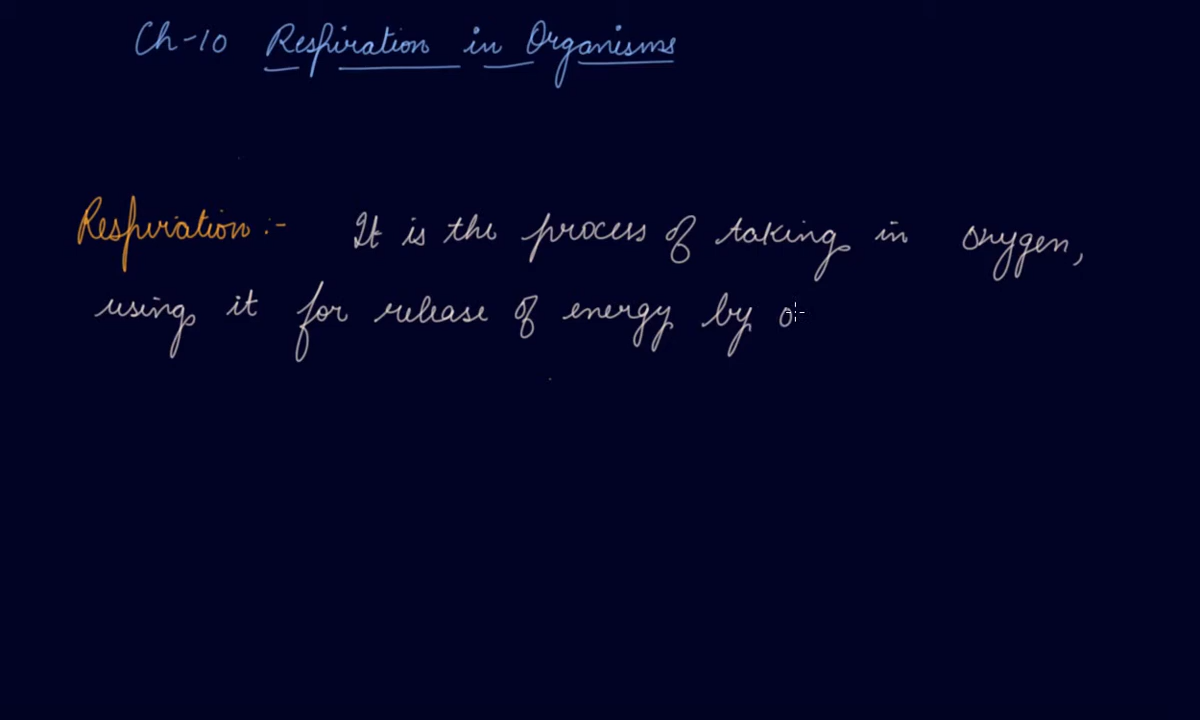 Ch-10 Respiration in Organisms
Respiration :- It is the process of taking in oxygen,
using it for release of energy by o